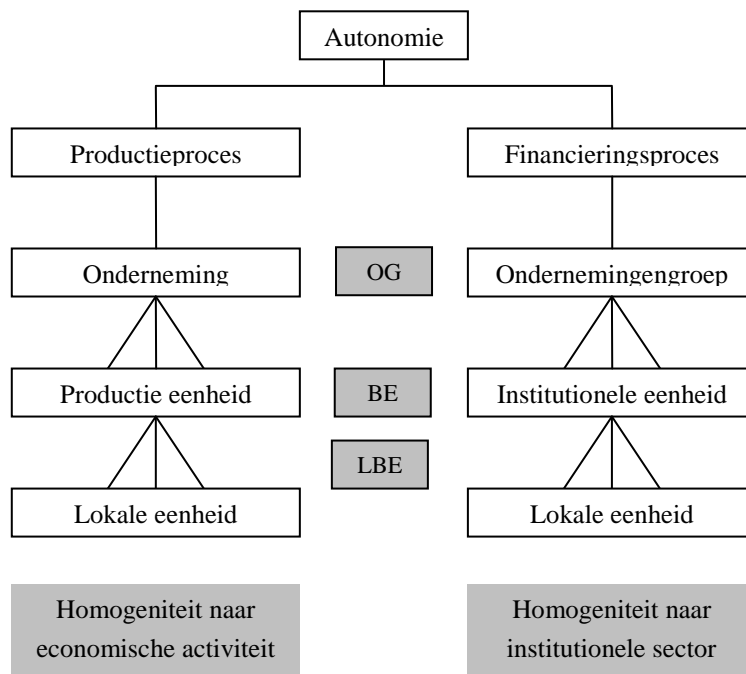 Autonomie
Productieproces
Financieringsproces
Onderneming
OG
Ondernemingengroep
Productie eenheid
BE
Institutionele eenheid
LBE
Lokale eenheid
Lokale eenheid
Homogeniteit naar
economische activiteit
Homogeniteit naar
institutionele sector